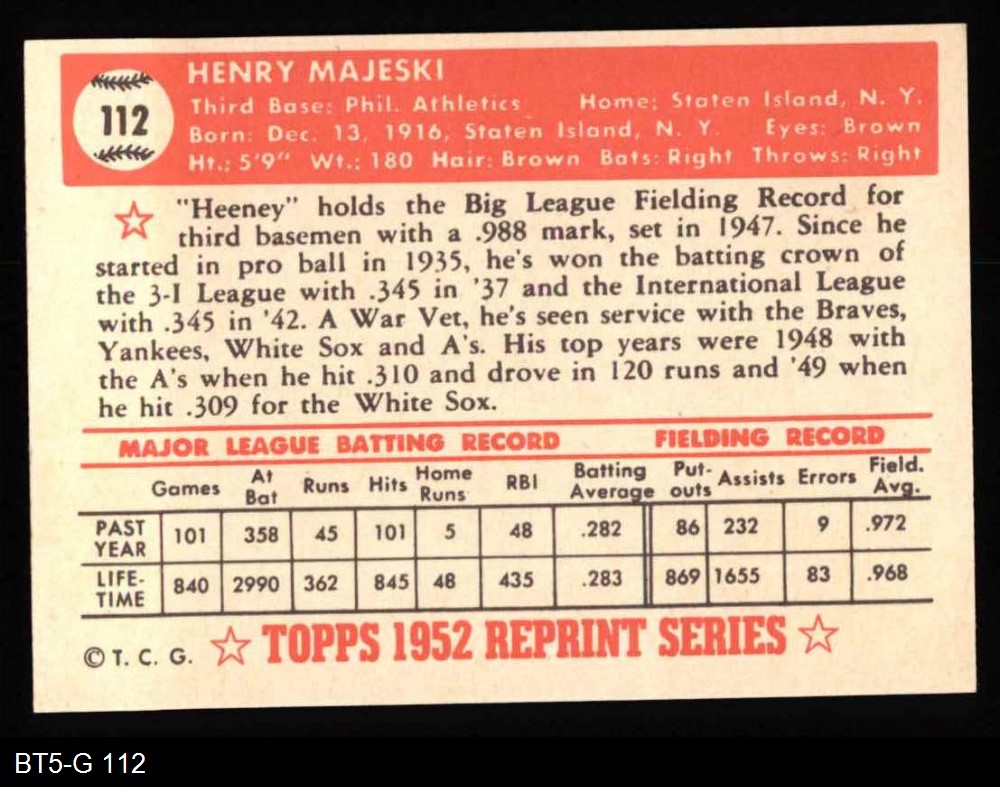 112
HENRY MAJESKI
Third Base: Phil. Athletics Home: Staten Island, N. Y.
Born: Dec. 13, 1916, Staten Island, N. Y. Eyes: Brown
Ht.: 5'9" Wt.: 180 Hair: Brown Bats: Right Throws: Right
"Heeney" holds the Big League Fielding Record for
third basemen with a .988 mark, set in 1947. Since he
started in pro ball in 1935, he's won the batting crown of
the 3-I League with .345 in '37 and the International League
with .345 in '42. A War Vet, he's seen service with the Braves,
Yankees, White Sox and A's. His top years were 1948 with
the A's when he hit .310 and drove in 120 runs and '49 when
he hit .309 for the White Sox.
MAJOR LEAGUE BATTING RECORD FIELDING RECORD
Games At Bat Runs Hits Home Runs RBI Batting Average Put-outs Assists Errors Field. Avg.
PAST YEAR 101 358 45 101 5 48 .282 86 232 9 .972
LIFE-TIME 840 2990 362 845 48 435 .283 869 1655 83 .968
© T. C. G. TOPPS 1952 REPRINT SERIES
BT5-G 112